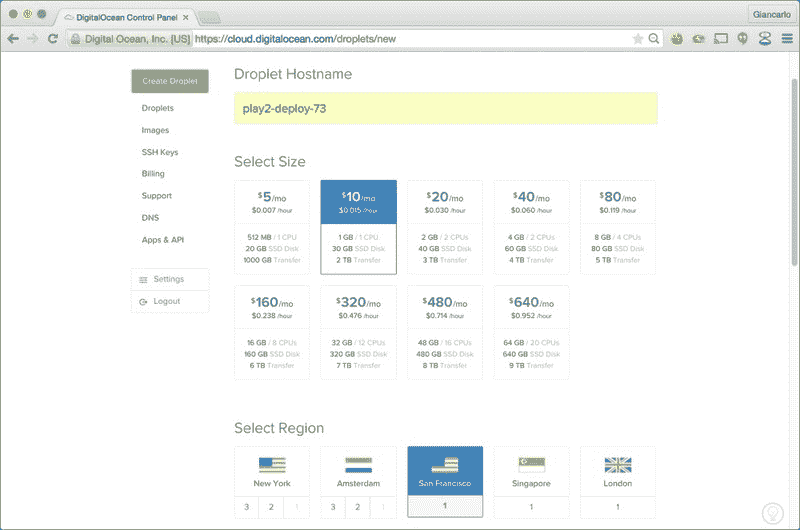 DigitalOcean Control Panel
Giancarlo
Digital Ocean, Inc. [US] https://cloud.digitalocean.com/droplets/new
Create Droplet
Droplets
Images
SSH Keys
Billing
Support
DNS
Apps & API
Settings
Logout
Droplet Hostname
play2-deploy-73
Select Size
$5/mo
$0.007 /hour
512 MB / 1 CPU
20 GB SSD Disk
1000 GB Transfer
$10/mo
$0.015 /hour
1 GB / 1 CPU
30 GB SSD Disk
2 TB Transfer
$20/mo
$0.030 /hour
2 GB / 2 CPUs
40 GB SSD Disk
3 TB Transfer
$40/mo
$0.060 /hour
4 GB / 2 CPUs
60 GB SSD Disk
4 TB Transfer
$80/mo
$0.119 /hour
8 GB / 4 CPUs
80 GB SSD Disk
5 TB Transfer
$160/mo
$0.238 /hour
16 GB / 8 CPUs
160 GB SSD Disk
6 TB Transfer
$320/mo
$0.476 /hour
32 GB / 12 CPUs
320 GB SSD Disk
7 TB Transfer
$480/mo
$0.714 /hour
48 GB / 16 CPUs
480 GB SSD Disk
8 TB Transfer
$640/mo
$0.952 /hour
64 GB / 20 CPUs
640 GB SSD Disk
9 TB Transfer
Select Region
New York
3 2 1
Amsterdam
3 2 1
San Francisco
1
Singapore
1
London
1